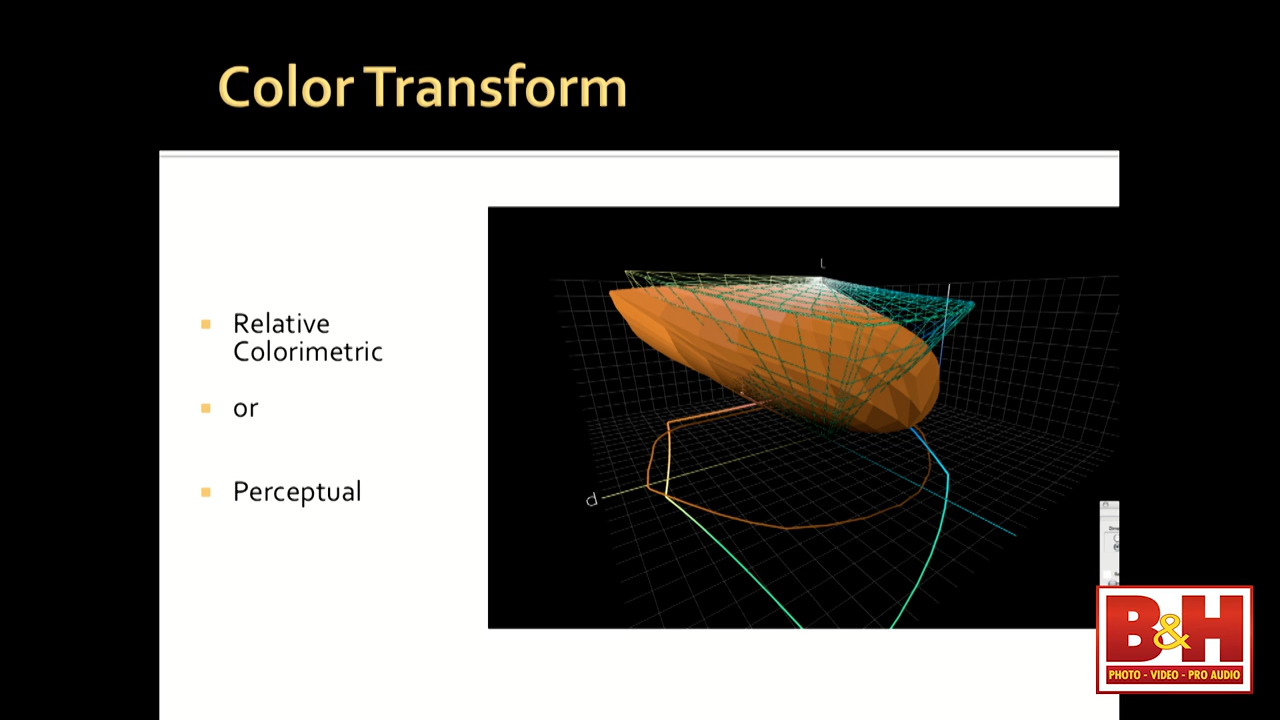 Color Transform
Relative
Colorimetric
or
Perceptual
L
B&H
PHOTO - VIDEO - PRO AUDIO